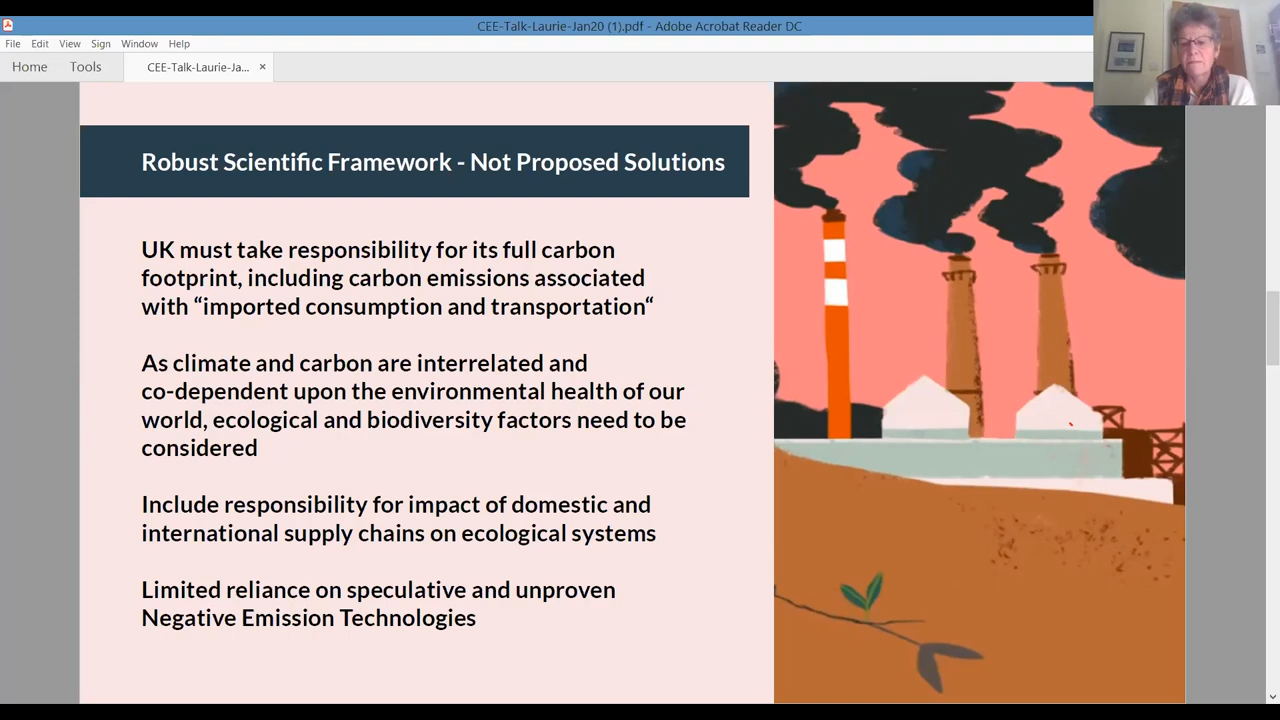 CEE-Talk-Laurie-Jan20 (1).pdf - Adobe Acrobat Reader DC
File Edit View Sign Window Help
Home Tools CEE-Talk-Laurie-Ja... ×
Robust Scientific Framework - Not Proposed Solutions
UK must take responsibility for its full carbon
footprint, including carbon emissions associated
with “imported consumption and transportation“
As climate and carbon are interrelated and
co-dependent upon the environmental health of our
world, ecological and biodiversity factors need to be
considered
Include responsibility for impact of domestic and
international supply chains on ecological systems
Limited reliance on speculative and unproven
Negative Emission Technologies